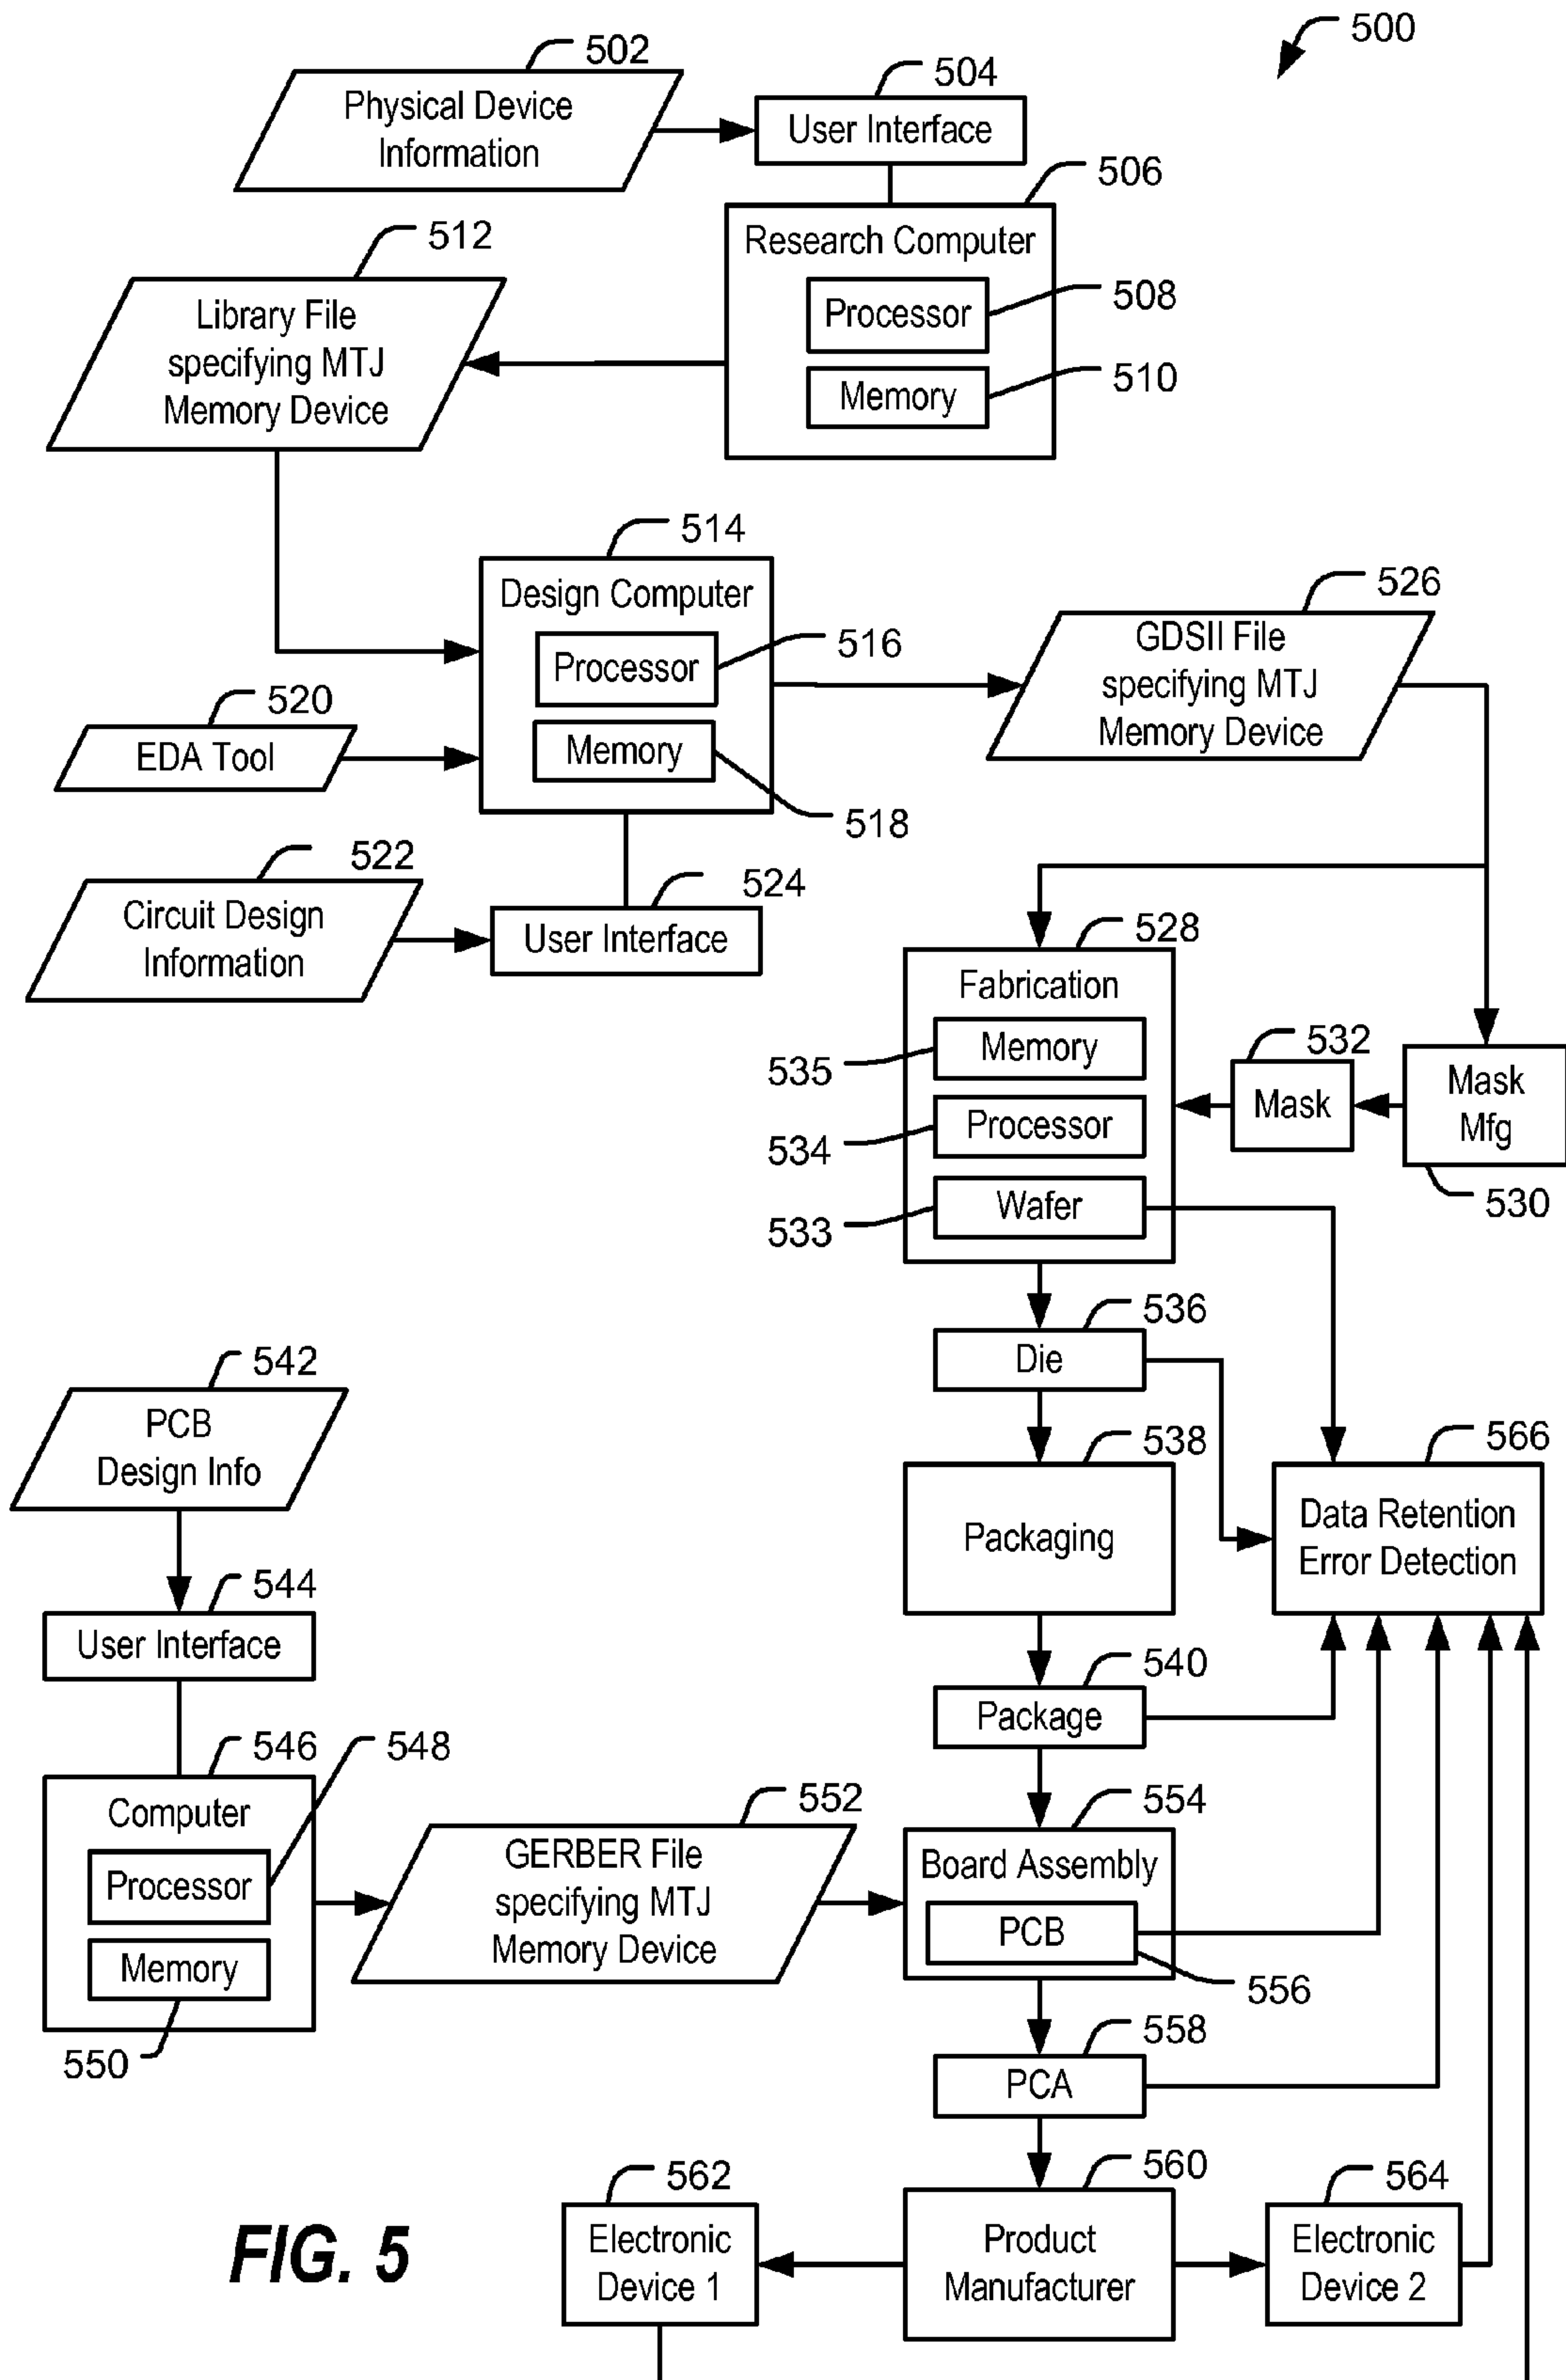 500
502
Physical Device
Information
504
User Interface
506
Research Computer
Processor
508
Memory
510
512
Library File
specifying MTJ
Memory Device
514
Design Computer
Processor
516
Memory
518
520
EDA Tool
522
Circuit Design
Information
524
User Interface
526
GDSII File
specifying MTJ
Memory Device
528
Fabrication
Memory
535
Processor
534
Wafer
533
532
Mask
Mask
Mfg
530
536
Die
538
Packaging
566
Data Retention
Error Detection
540
Package
542
PCB
Design Info
544
User Interface
546
548
Computer
Processor
Memory
550
552
GERBER File
specifying MTJ
Memory Device
554
Board Assembly
PCB
556
558
PCA
560
Product
Manufacturer
562
Electronic
Device 1
564
Electronic
Device 2
FIG. 5